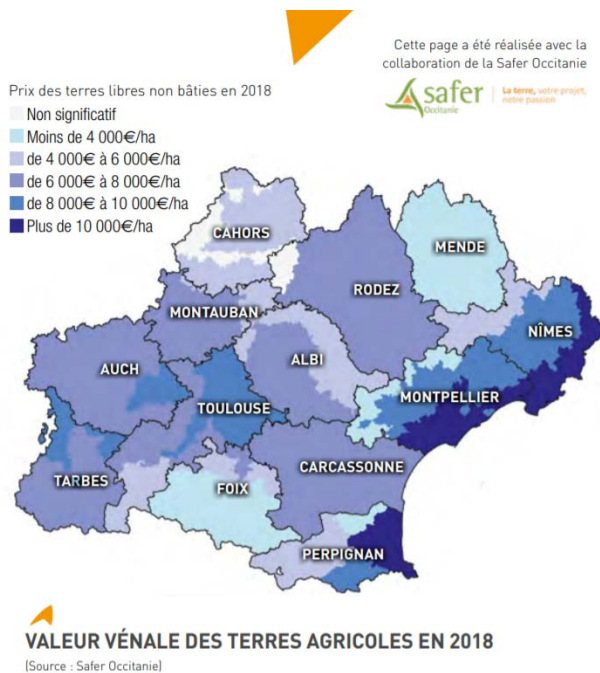 Cette page a été réalisée avec la
collaboration de la Safer Occitanie
safer
Occitanie
La terre, votre projet,
notre passion
Prix des terres libres non bâties en 2018
Non significatif
Moins de 4 000€/ha
de 4 000€ à 6 000€/ha
de 6 000€ à 8 000€/ha
de 8 000€ à 10 000€/ha
Plus de 10 000€/ha
CAHORS
MENDE
RODEZ
MONTAUBAN
NÎMES
ALBI
AUCH
MONTPELLIER
TOULOUSE
CARCASSONNE
TARBES
FOIX
PERPIGNAN
VALEUR VÉNALE DES TERRES AGRICOLES EN 2018
(Source : Safer Occitanie)